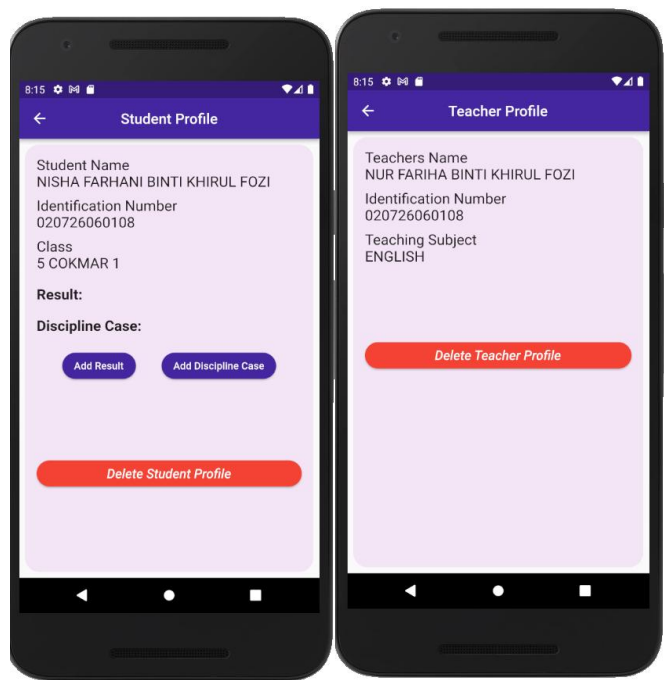 8:15
Student Profile
Student Name
NISHA FARHANI BINTI KHIRUL FOZI
Identification Number
020726060108
Class
5 COKMAR 1
Result:
Discipline Case:
Add Result
Add Discipline Case
Delete Student Profile
8:15
Teacher Profile
Teachers Name
NUR FARIHA BINTI KHIRUL FOZI
Identification Number
020726060108
Teaching Subject
ENGLISH
Delete Teacher Profile